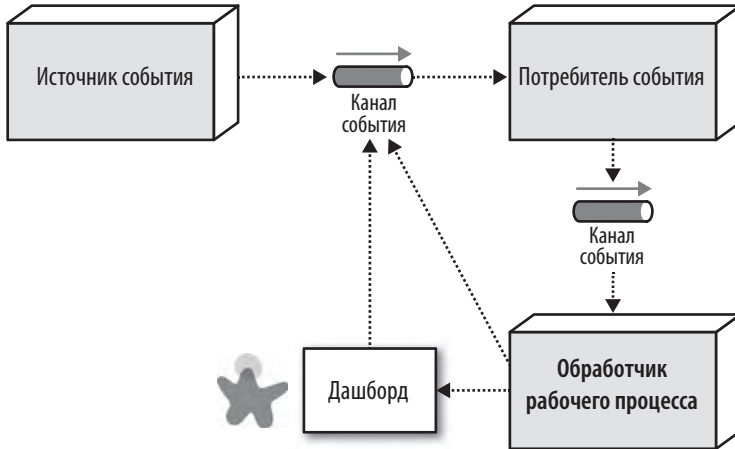 Источник события
Канал
события
Потребитель события
Канал
события
Дашборд
Обработчик
рабочего процесса